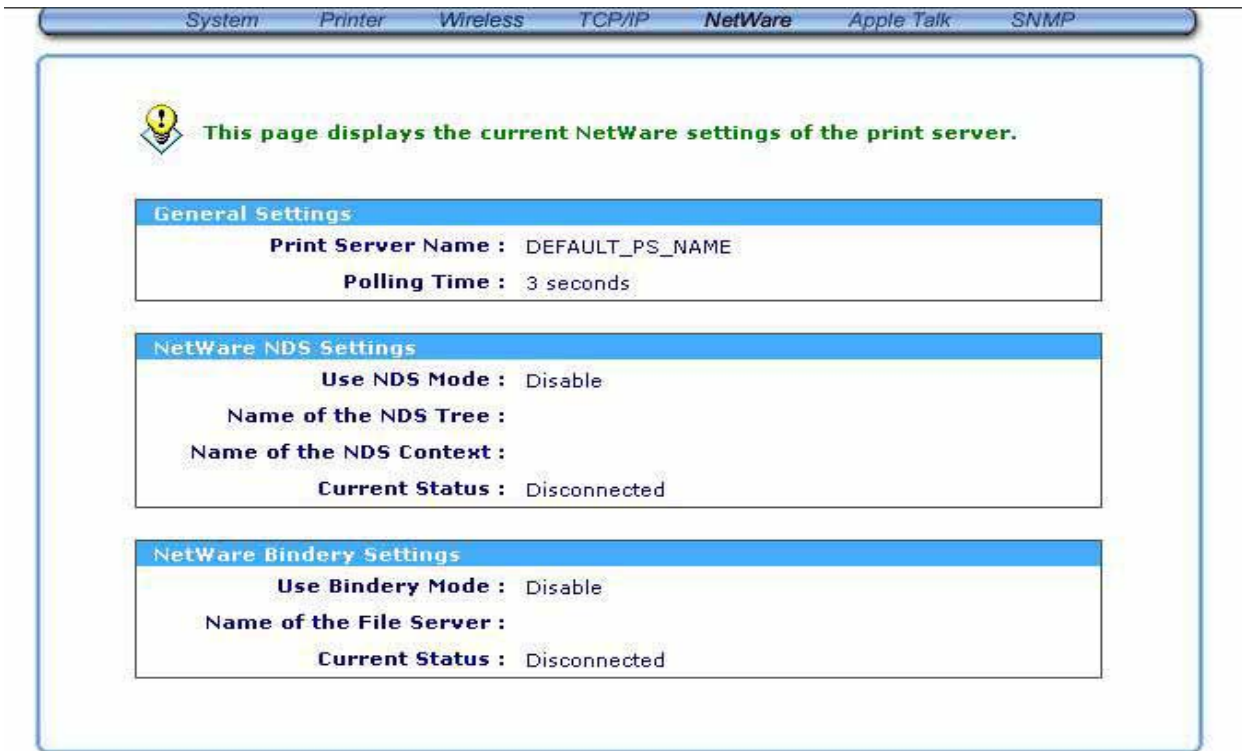 System Printer Wireless TCP/IP NetWare Apple Talk SNMP
This page displays the current NetWare settings of the print server.
General Settings
Print Server Name : DEFAULT_PS_NAME
Polling Time : 3 seconds
NetWare NDS Settings
Use NDS Mode : Disable
Name of the NDS Tree :
Name of the NDS Context :
Current Status : Disconnected
NetWare Bindery Settings
Use Bindery Mode : Disable
Name of the File Server :
Current Status : Disconnected